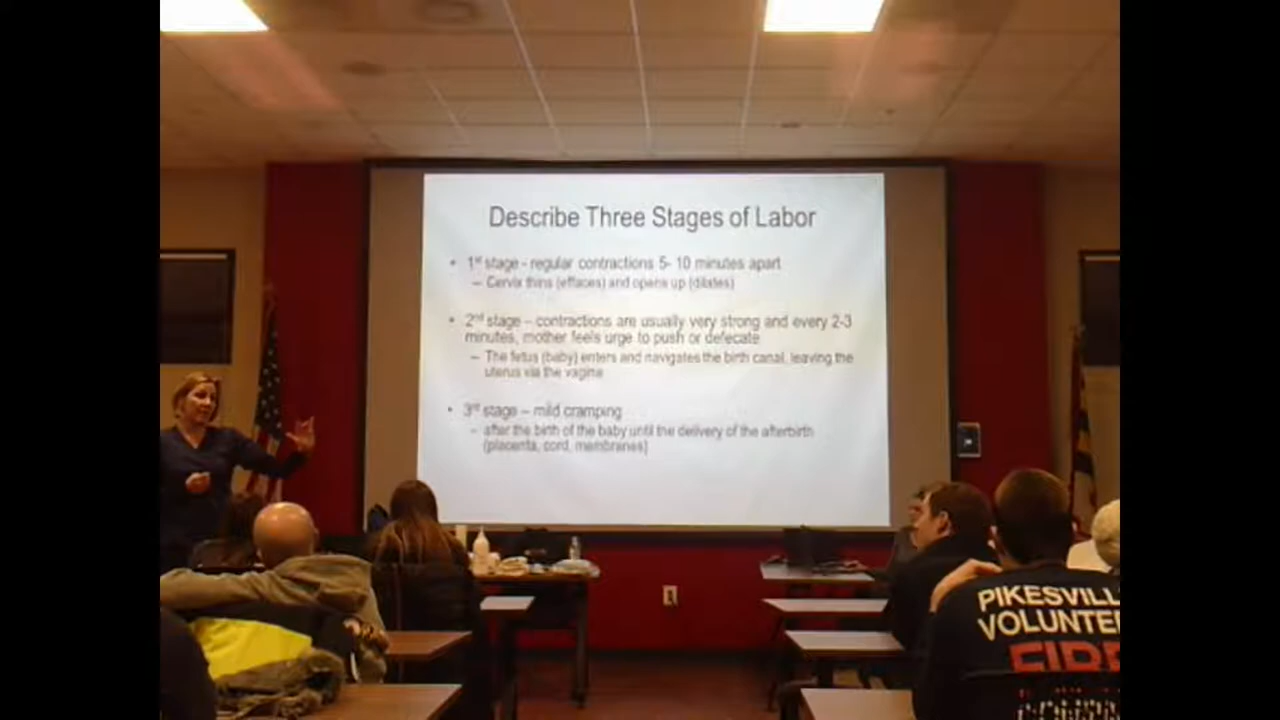 Describe Three Stages of Labor
• 1st stage - regular contractions 5- 10 minutes apart
– Cervix thins (effaces) and opens up (dilates)
• 2nd stage – contractions are usually very strong and every 2-3
minutes, mother feels urge to push or defecate
– The fetus (baby) enters and navigates the birth canal, leaving the
uterus via the vagina
• 3rd stage – mild cramping
– after the birth of the baby until the delivery of the afterbirth
(placenta, cord, membranes)
PIKESVILL
VOLUNTE
FIRE